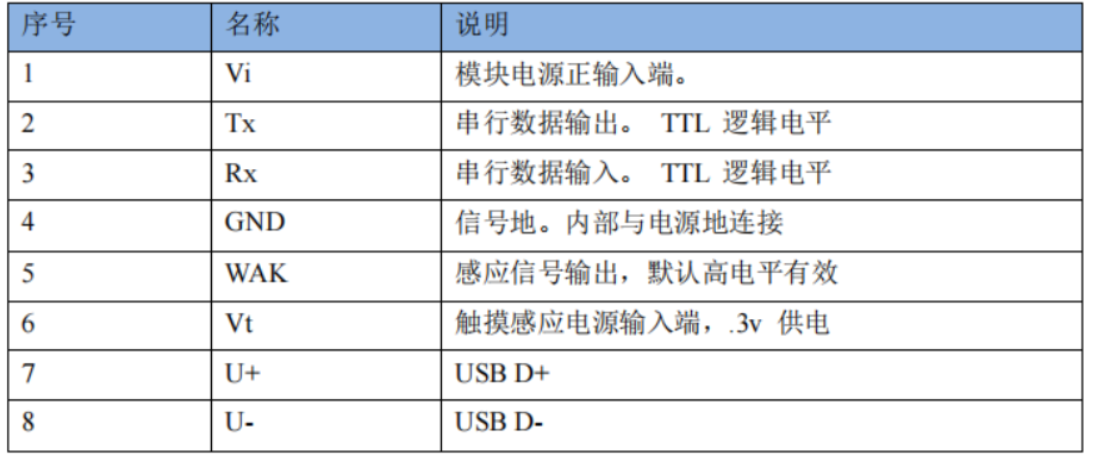 序号 名称 说明
1 Vi 模块电源正输入端。
2 Tx 串行数据输出。 TTL 逻辑电平
3 Rx 串行数据输入。 TTL 逻辑电平
4 GND 信号地。内部与电源地连接
5 WAK 感应信号输出，默认高电平有效
6 Vt 触摸感应电源输入端，.3v 供电
7 U+ USB D+
8 U- USB D-